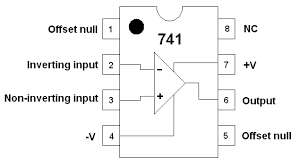 Offset null 1 741 8 NC
Inverting input 2 − 7 +V
Non-inverting input 3 + 6 Output
-V 4 5 Offset null